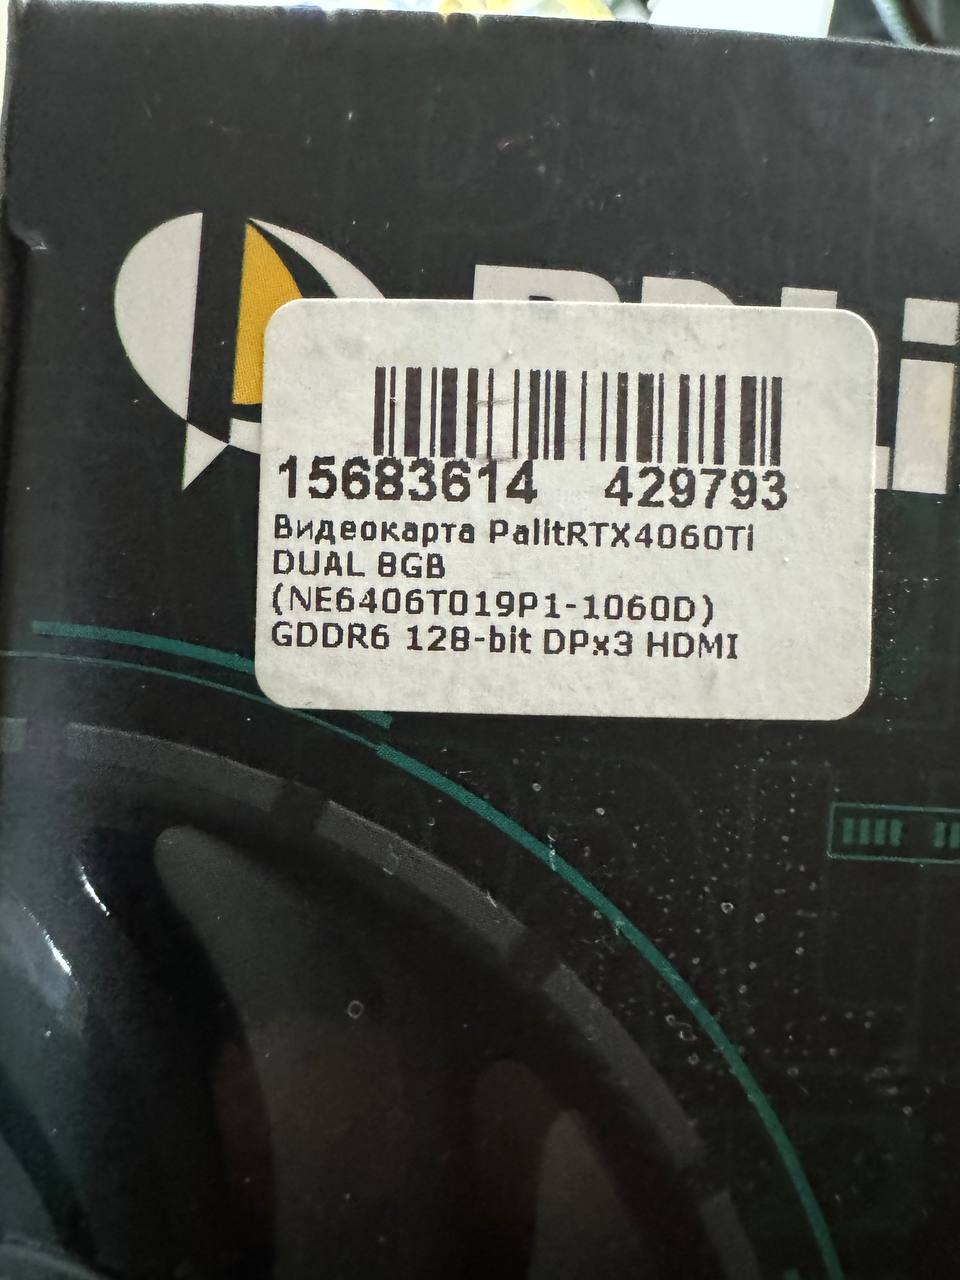 15683614 429793
Видеокарта PalitRTX4060Ti
DUAL 8GB
(NE6406T019P1-1060D)
GDDR6 128-bit DPx3 HDMI